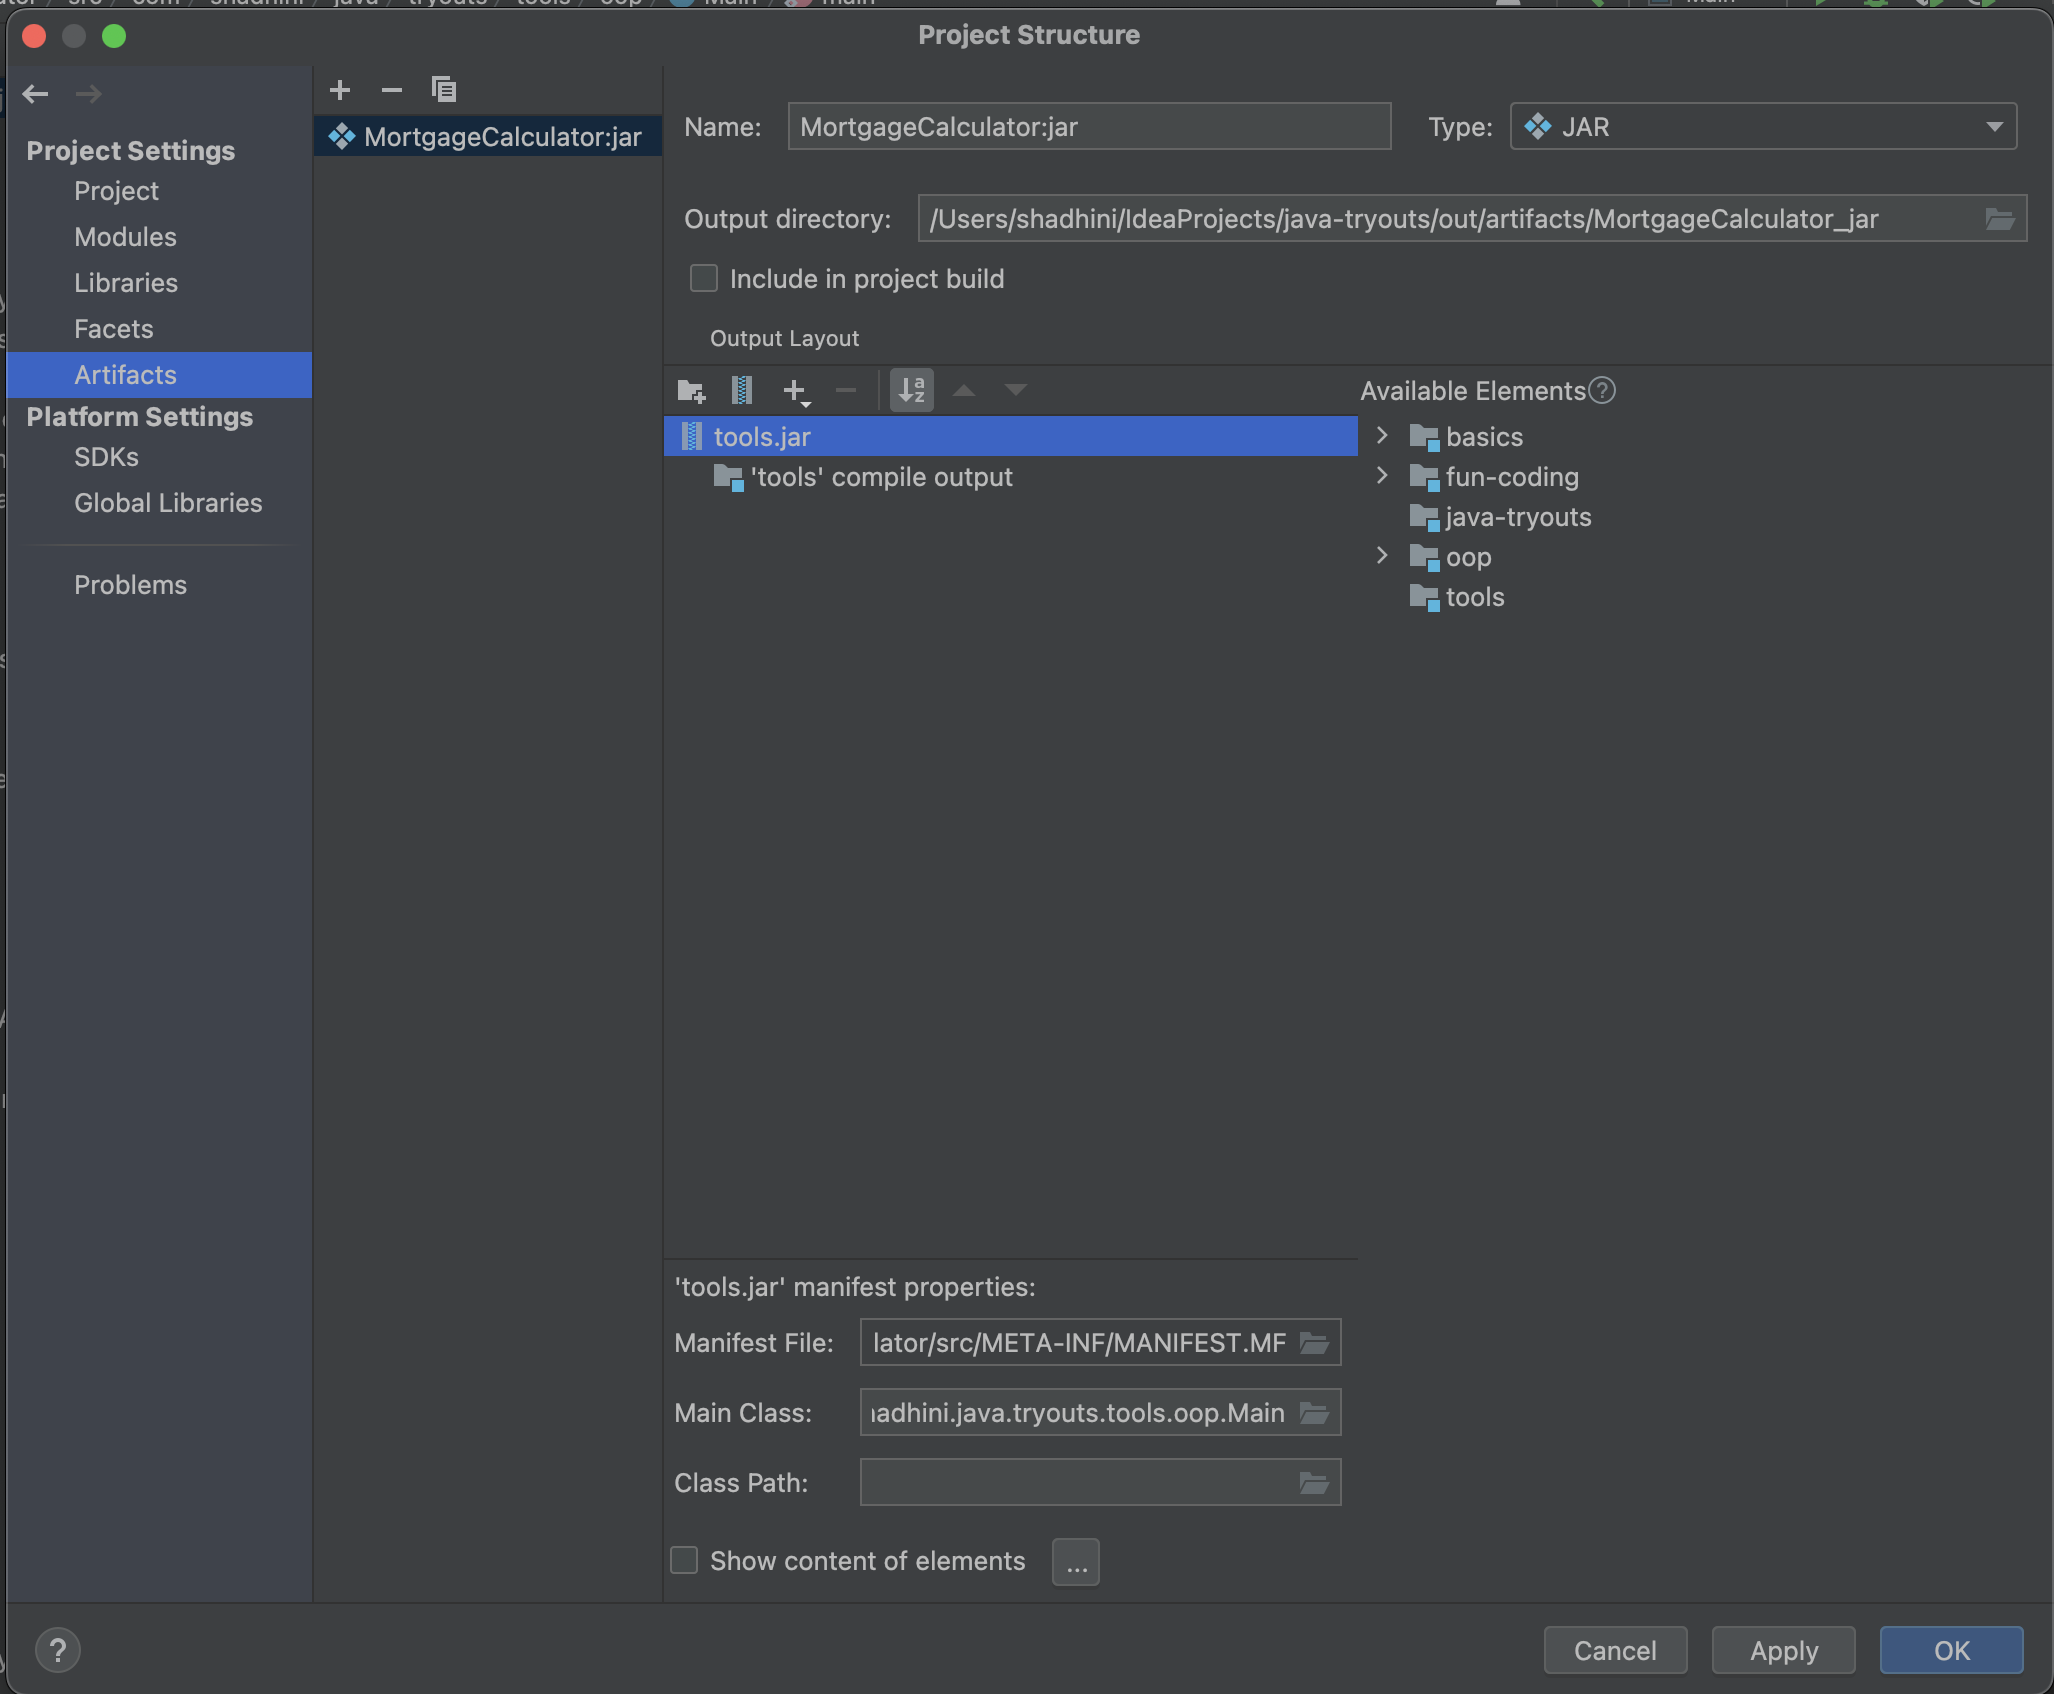 Project Structure
Project Settings
Project
Modules
Libraries
Facets
Artifacts
Platform Settings
SDKs
Global Libraries
Problems
MortgageCalculator:jar
Name: MortgageCalculator:jar Type: JAR
Output directory: /Users/shadhini/IdeaProjects/java-tryouts/out/artifacts/MortgageCalculator_jar
Include in project build
Output Layout
Available Elements
tools.jar
'tools' compile output
basics
fun-coding
java-tryouts
oop
tools
'tools.jar' manifest properties:
Manifest File: lator/src/META-INF/MANIFEST.MF
Main Class: adhini.java.tryouts.tools.oop.Main
Class Path:
Show content of elements ...
? Cancel Apply OK